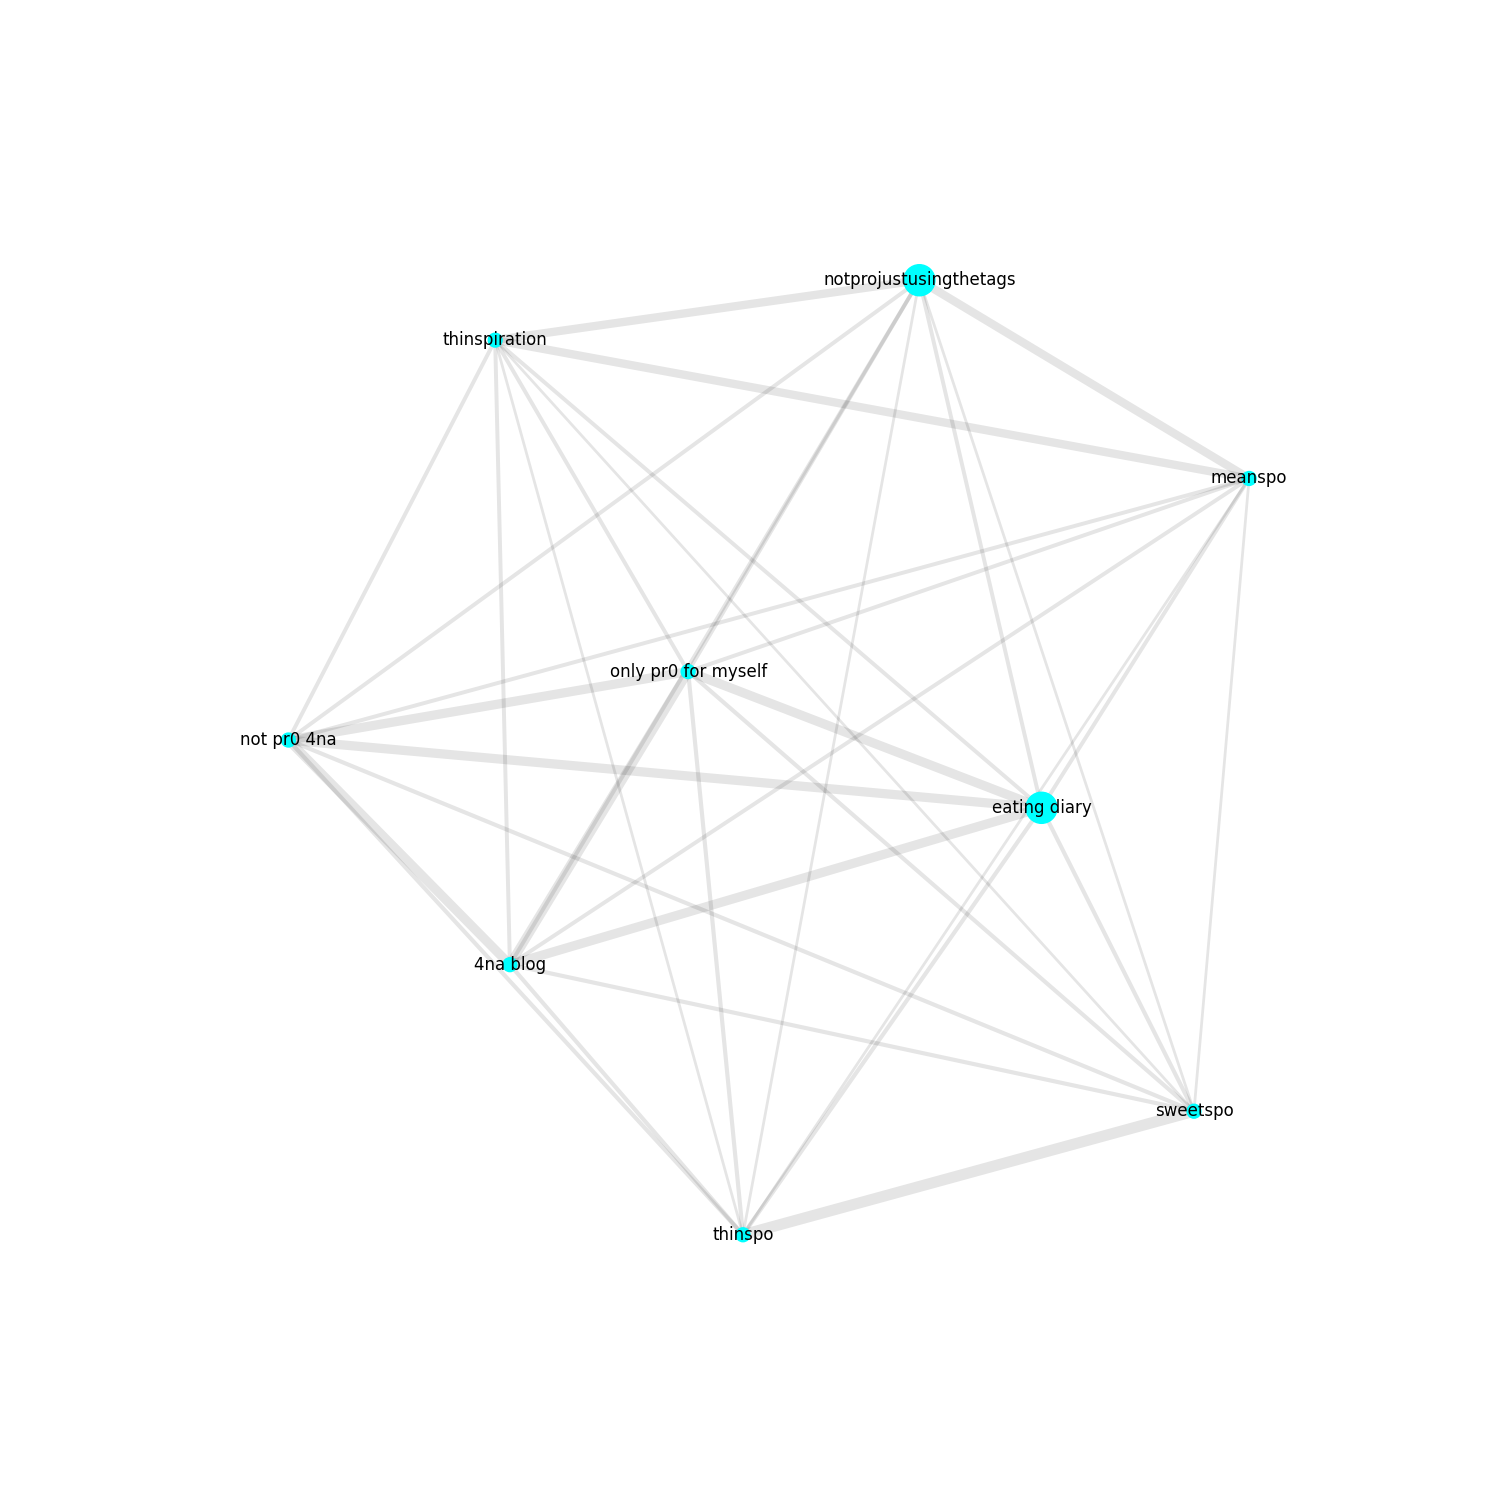 notprojustusingthetags
thinspiration
meanspo
only pr0 for myself
not pr0 4na
eating diary
4na blog
sweetspo
thinspo